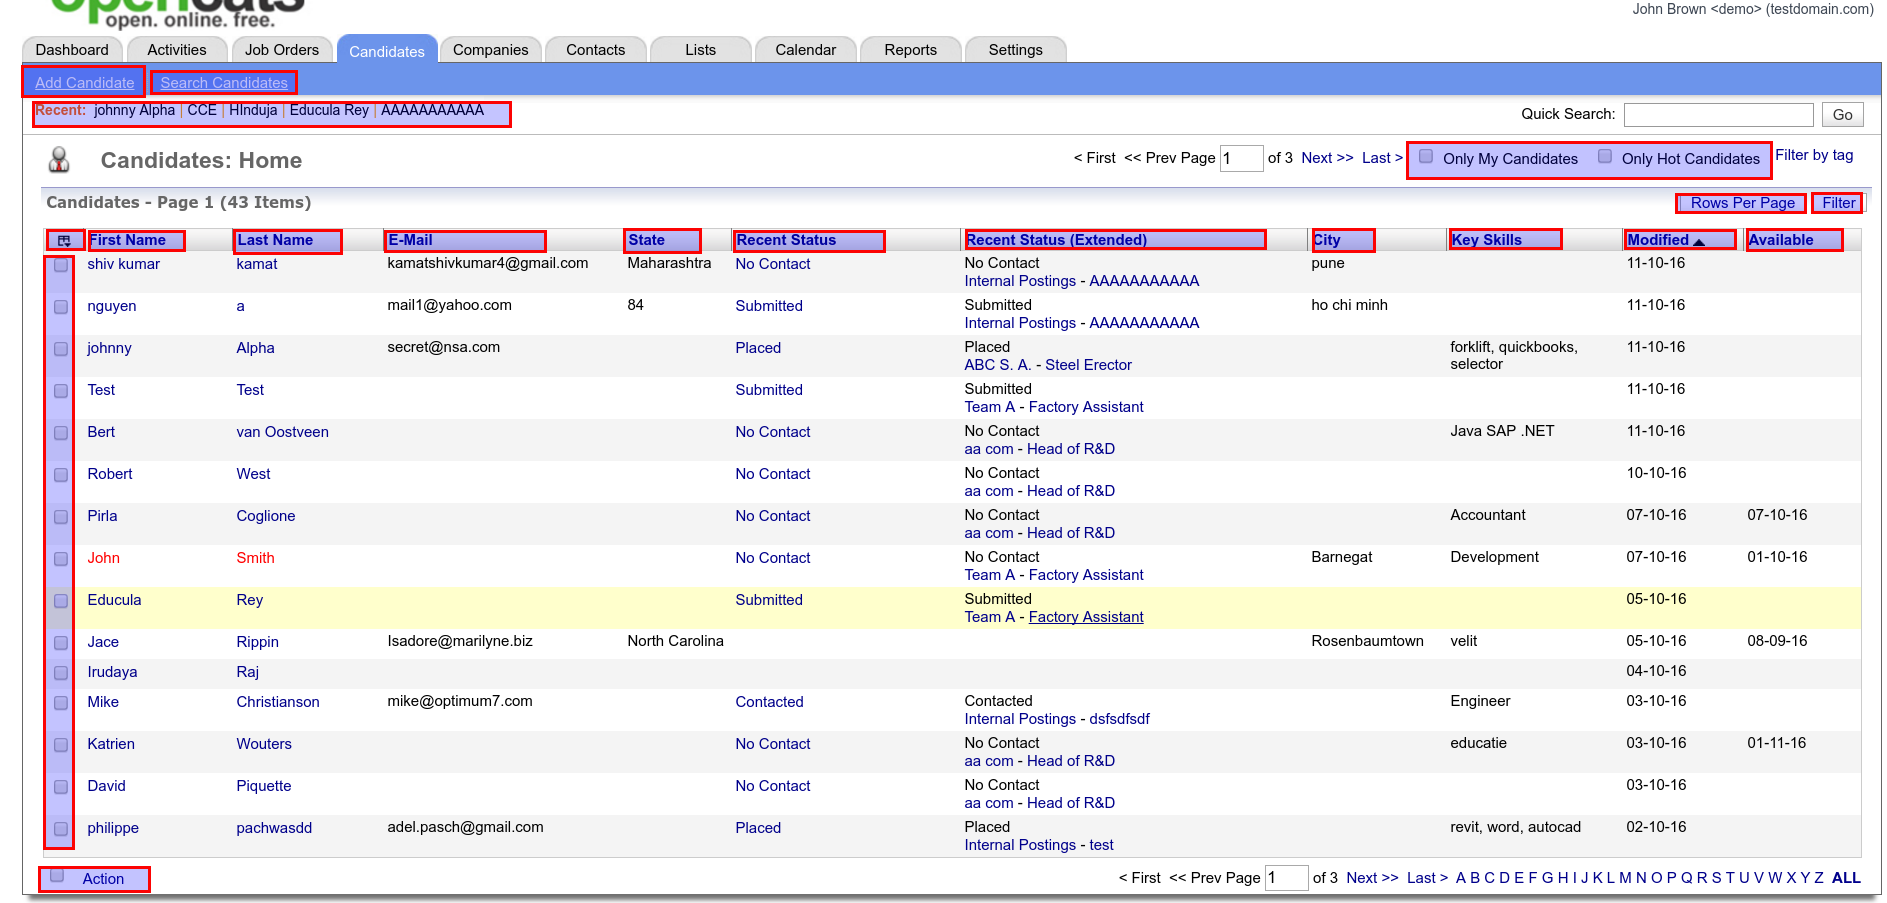 opencats
open. online. free.
John Brown <demo> (testdomain.com)
Dashboard Activities Job Orders Candidates Companies Contacts Lists Calendar Reports Settings
Add Candidate Search Candidates
Recent: johnny Alpha | CCE | HInduja | Educula Rey | AAAAAAAAAAA
Quick Search: Go
Candidates: Home
< First << Prev Page 1 of 3 Next >> Last > Only My Candidates Only Hot Candidates Filter by tag
Candidates - Page 1 (43 Items) Rows Per Page Filter
First Name Last Name E-Mail State Recent Status Recent Status (Extended) City Key Skills Modified Available
shiv kumar kamat kamatshivkumar4@gmail.com Maharashtra No Contact No Contact pune 11-10-16
Internal Postings - AAAAAAAAAAA
nguyen a mail1@yahoo.com 84 Submitted Submitted ho chi minh 11-10-16
Internal Postings - AAAAAAAAAAA
johnny Alpha secret@nsa.com Placed Placed forklift, quickbooks, 11-10-16
ABC S. A. - Steel Erector selector
Test Test Submitted Submitted 11-10-16
Team A - Factory Assistant
Bert van Oostveen No Contact No Contact Java SAP .NET 11-10-16
aa com - Head of R&D
Robert West No Contact No Contact 10-10-16
aa com - Head of R&D
Pirla Coglione No Contact No Contact Accountant 07-10-16 07-10-16
aa com - Head of R&D
John Smith No Contact No Contact Barnegat Development 07-10-16 01-10-16
Team A - Factory Assistant
Educula Rey Submitted Submitted 05-10-16
Team A - Factory Assistant
Jace Rippin Isadore@marilyne.biz North Carolina Rosenbaumtown velit 05-10-16 08-09-16
Irudaya Raj 04-10-16
Mike Christianson mike@optimum7.com Contacted Contacted Engineer 03-10-16
Internal Postings - dsfsdfsdf
Katrien Wouters No Contact No Contact educatie 03-10-16 01-11-16
aa com - Head of R&D
David Piquette No Contact No Contact 03-10-16
aa com - Head of R&D
philippe pachwasdd adel.pasch@gmail.com Placed Placed revit, word, autocad 02-10-16
Internal Postings - test
Action < First << Prev Page 1 of 3 Next >> Last > A B C D E F G H I J K L M N O P Q R S T U V W X Y Z ALL